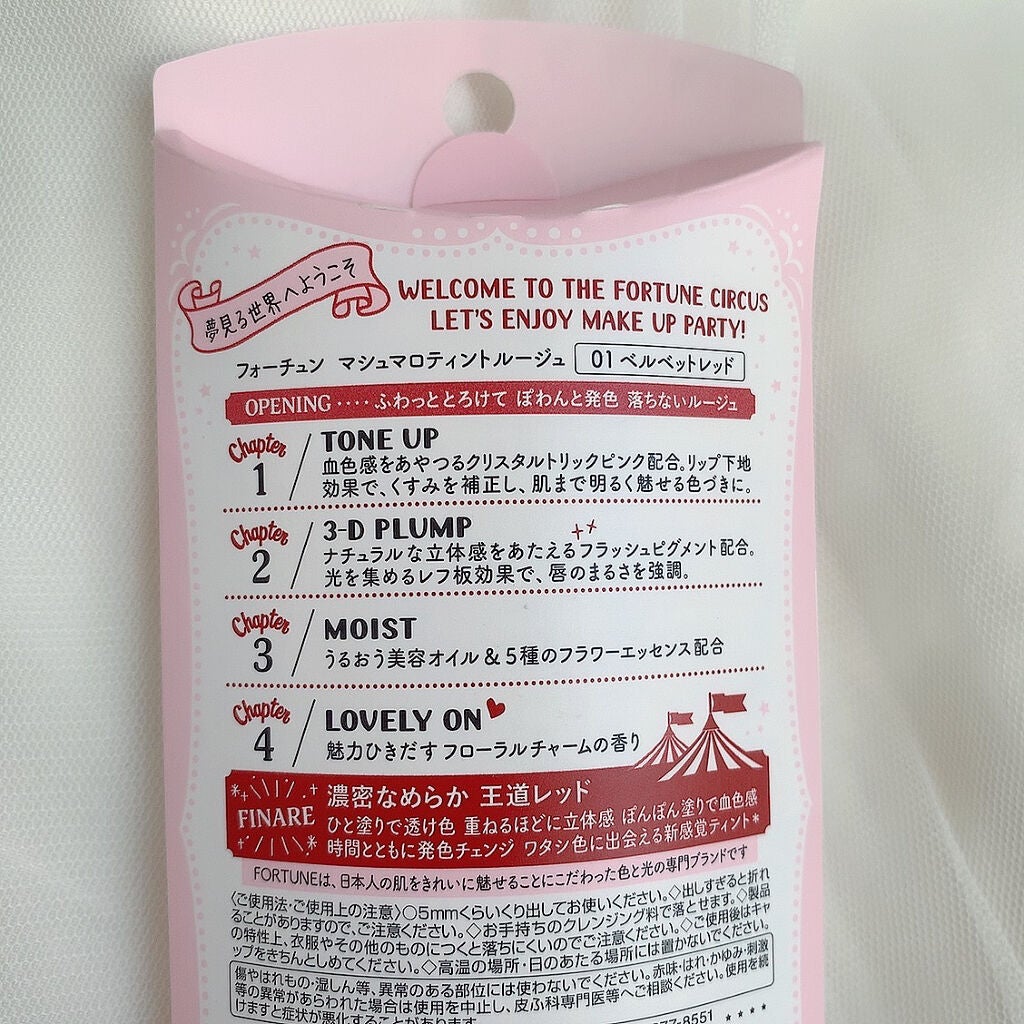 夢見る世界へようこそ
WELCOME TO THE FORTUNE CIRCUS
LET'S ENJOY MAKE UP PARTY!
フォーチュン マシュマロティントルージュ 01 ベルベットレッド
OPENING‥‥ふわっととろけて ぽわんと発色 落ちないルージュ
Chapter 1 TONE UP
血色感をあやつるクリスタルトリックピンク配合。リップ下地
効果で、くすみを補正し、肌まで明るく魅せる色づきに。
Chapter 2 3-D PLUMP
ナチュラルな立体感をあたえるフラッシュピグメント配合。
光を集めるレフ板効果で、唇のまるさを強調。
Chapter 3 MOIST
うるおう美容オイル & 5種のフラワーエッセンス配合
Chapter 4 LOVELY ON
魅力ひきだす フローラルチャームの香り
FINARE 濃密なめらか 王道レッド
ひと塗りで透け色 重ねるほどに立体感 ぽんぽん塗りで血色感
時間とともに発色チェンジ ワタシ色に出会える新感覚ティント*
FORTUNEは、日本人の肌をきれいに魅せることにこだわった色と光の専門ブランドです
〈ご使用法・ご使用上の注意〉○5mmくらいくり出してお使いください。◇出しすぎると折れ
ることがありますので、ご注意ください。◇お手持ちのクレンジング料で落とせます。◇製品
の特性上、衣服やその他のものにつくと落ちにくいのでご注意ください。◇ご使用後はキャ
ップをきちんとしめてください。◇高温の場所・日のあたる場所には置かないでください。
傷やはれもの・湿しん等、異常のある部位には使わないでください。赤味・はれ・かゆみ・刺激
等の異常があらわれた場合は使用を中止し、皮ふ科専門医等へご相談ください。使用を続
けますと症状が悪化することがあります。
77-8551 ****